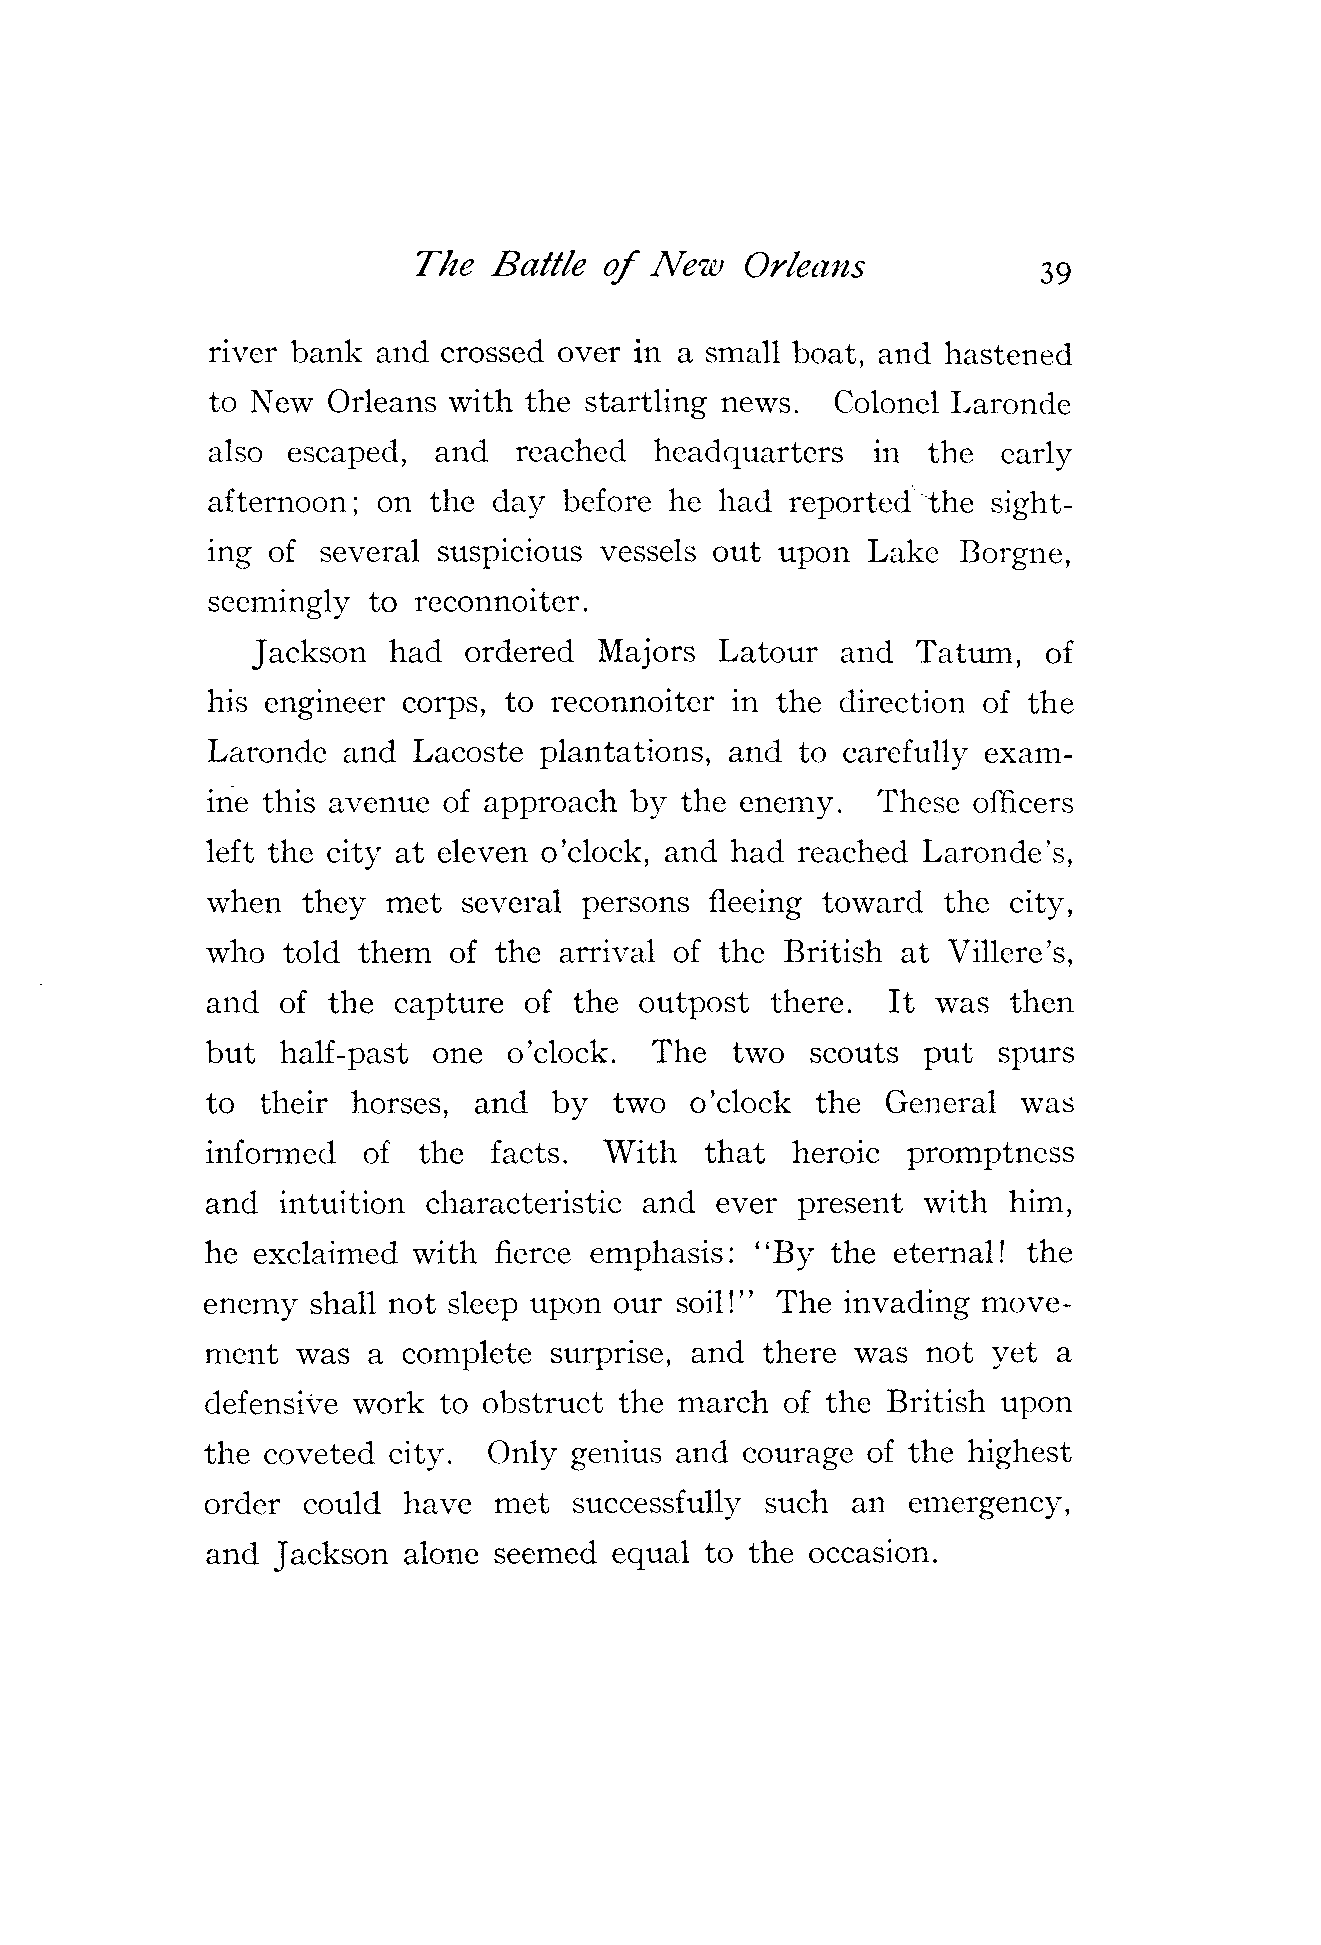 The Battle of New Orleans 39
river bank and crossed over in a small boat, and hastened
to New Orleans with the startling news. Colonel Laronde
also escaped, and reached headquarters in the early
afternoon; on the day before he had reported the sight-
ing of several suspicious vessels out upon Lake Borgne,
seemingly to reconnoiter.
Jackson had ordered Majors Latour and Tatum, of
his engineer corps, to reconnoiter in the direction of the
Laronde and Lacoste plantations, and to carefully exam-
ine this avenue of approach by the enemy. These officers
left the city at eleven o'clock, and had reached Laronde's,
when they met several persons fleeing toward the city,
who told them of the arrival of the British at Villere's,
and of the capture of the outpost there. It was then
but half-past one o'clock. The two scouts put spurs
to their horses, and by two o'clock the General was
informed of the facts. With that heroic promptness
and intuition characteristic and ever present with him,
he exclaimed with fierce emphasis: "By the eternal! the
enemy shall not sleep upon our soil!" The invading move-
ment was a complete surprise, and there was not yet a
defensive work to obstruct the march of the British upon
the coveted city. Only genius and courage of the highest
order could have met successfully such an emergency,
and Jackson alone seemed equal to the occasion.